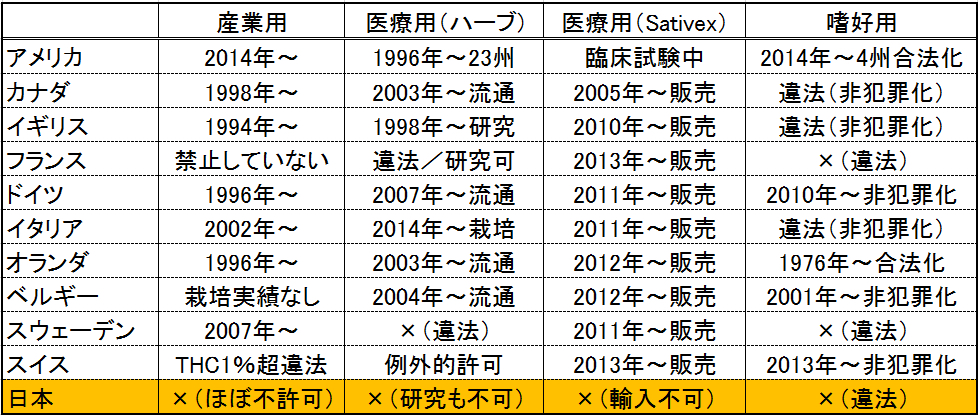 産業用 医療用(ハーブ) 医療用(Sativex) 嗜好用
アメリカ 2014年~ 1996年~23州 臨床試験中 2014年~4州合法化
カナダ 1998年~ 2003年~流通 2005年~販売 違法(非犯罪化)
イギリス 1994年~ 1998年~研究 2010年~販売 違法(非犯罪化)
フランス 禁止していない 違法/研究可 2013年~販売 ×(違法)
ドイツ 1996年~ 2007年~流通 2011年~販売 2010年~非犯罪化
イタリア 2002年~ 2014年~栽培 2011年~販売 違法(非犯罪化)
オランダ 1996年~ 2003年~流通 2012年~販売 1976年~合法化
ベルギー 栽培実績なし 2004年~流通 2012年~販売 2001年~非犯罪化
スウェーデン 2007年~ ×(違法) 2011年~販売 ×(違法)
スイス THC1%超違法 例外的許可 2013年~販売 2013年~非犯罪化
日本 ×(ほぼ不許可) ×(研究も不可) ×(輸入不可) ×(違法)